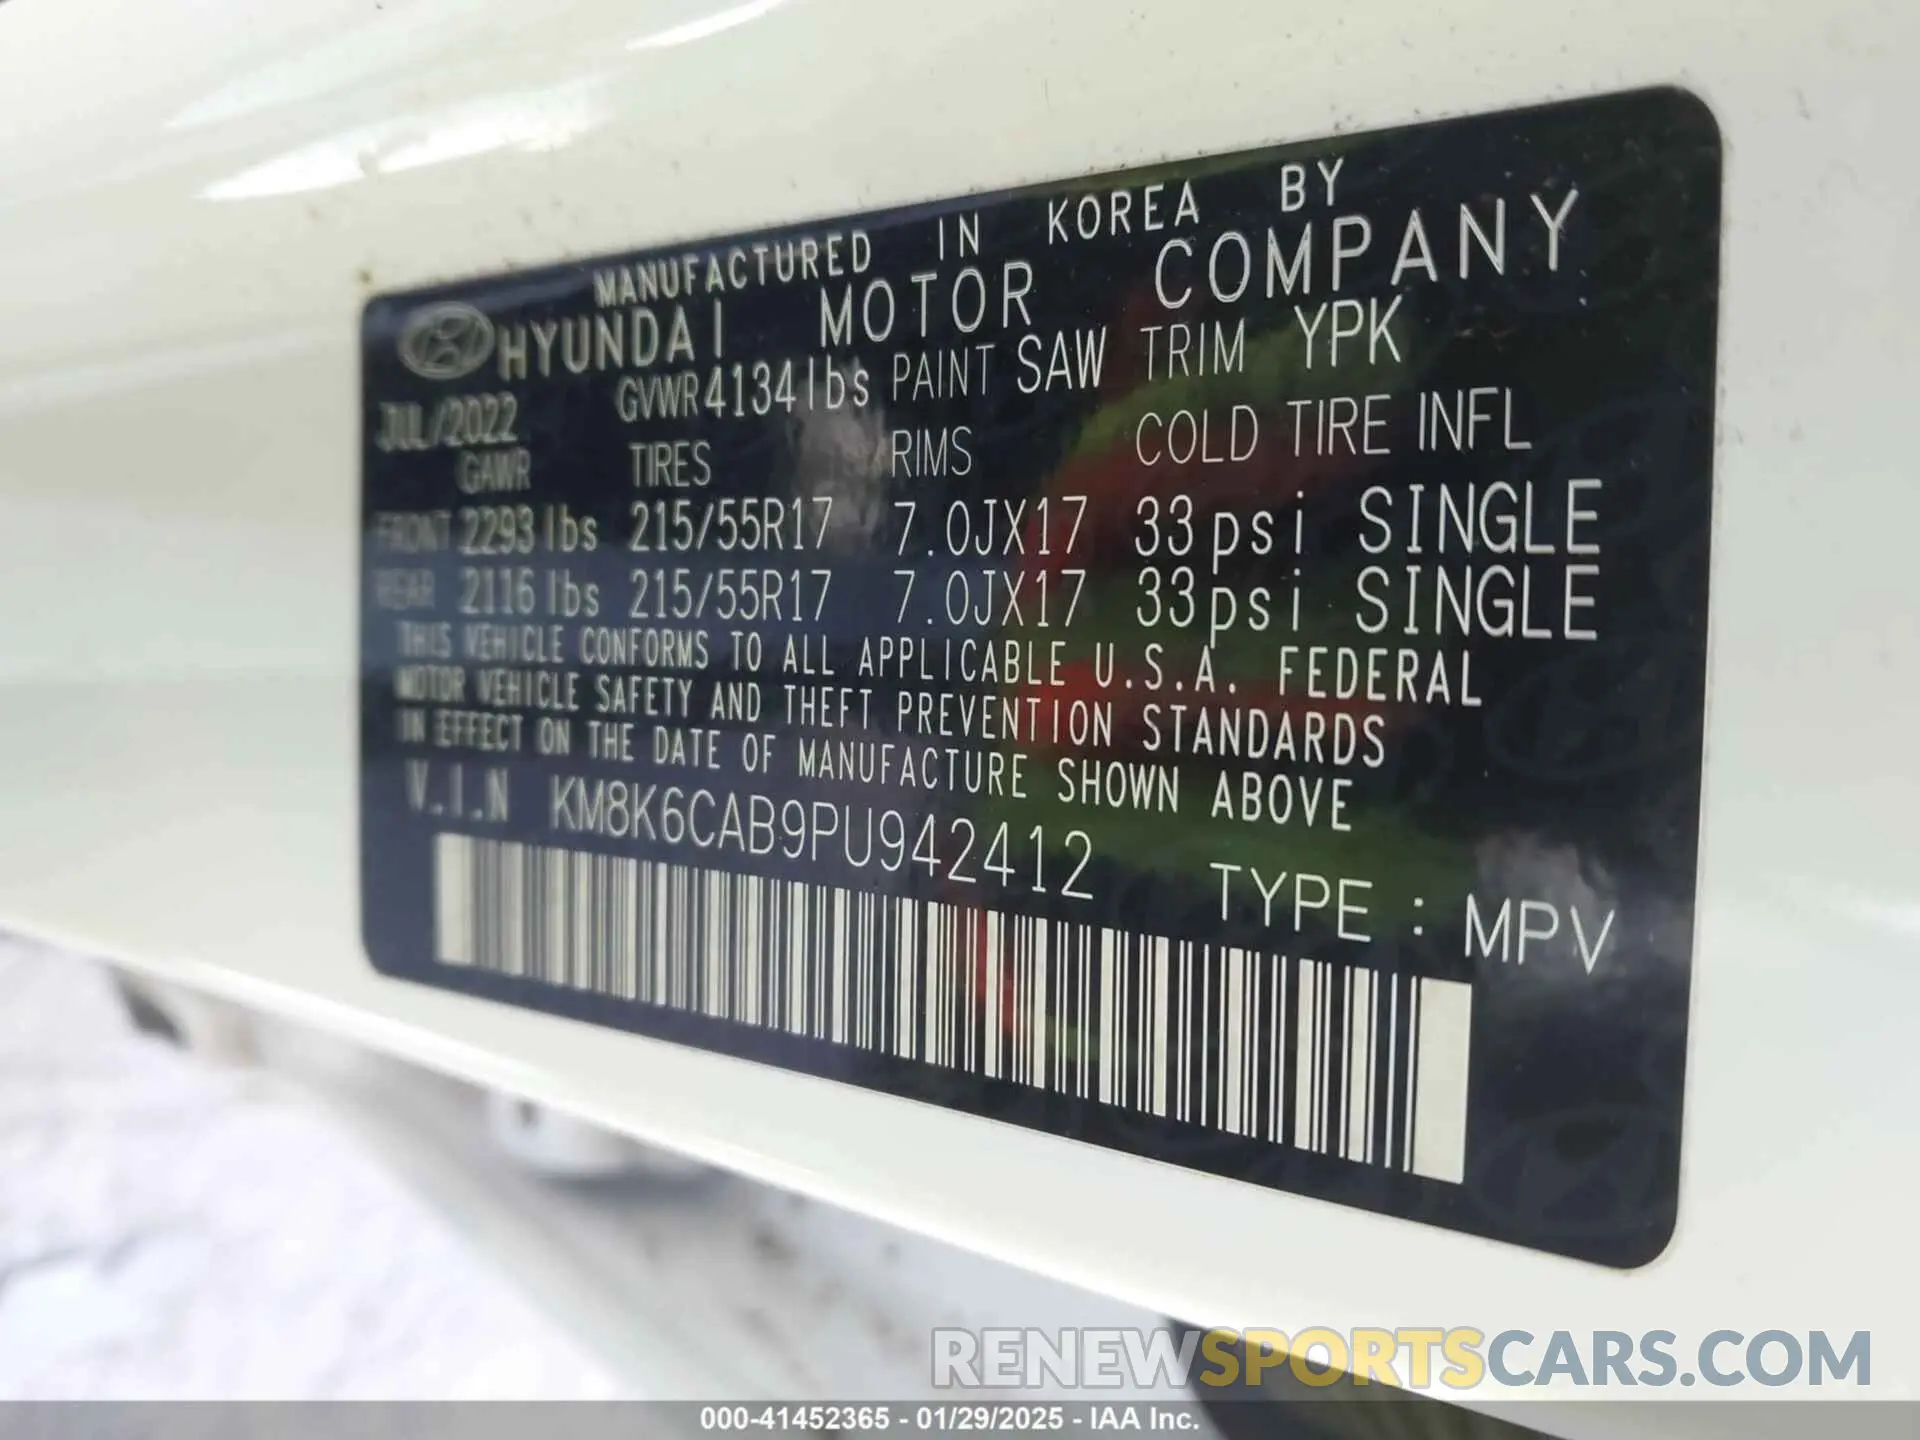 MANUFACTURED IN KOREA BY
HYUNDAI MOTOR COMPANY
JUL/2022 GVWR 4134 lbs PAINT SAW TRIM YPK
GAWR TIRES RIMS COLD TIRE INFL
FRONT 2293 lbs 215/55R17 7.0JX17 33psi SINGLE
REAR 2116 lbs 215/55R17 7.0JX17 33psi SINGLE
THIS VEHICLE CONFORMS TO ALL APPLICABLE U.S.A. FEDERAL
MOTOR VEHICLE SAFETY AND THEFT PREVENTION STANDARDS
IN EFFECT ON THE DATE OF MANUFACTURE SHOWN ABOVE
V.I.N KM8K6CAB9PU942412
TYPE : MPV
RENEWSPORTSCARS.COM
000-41452365 - 01/29/2025 - IAA Inc.